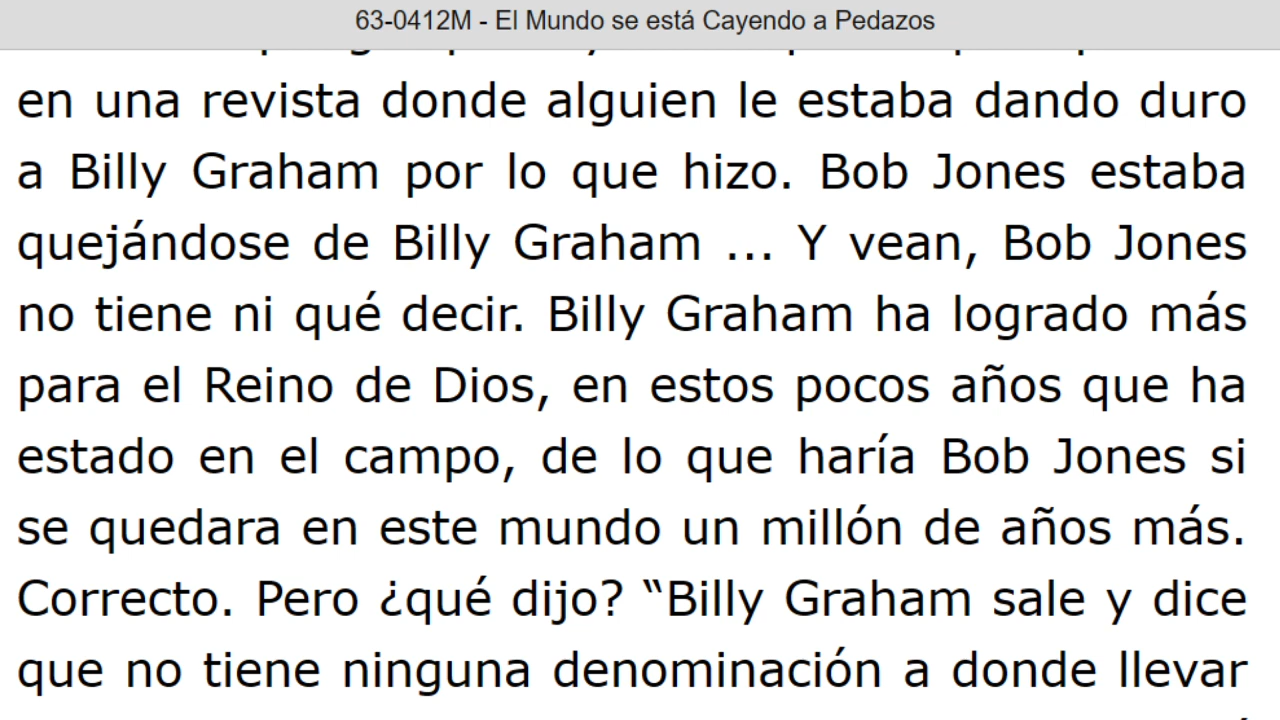 63-0412M - El Mundo se está Cayendo a Pedazos
en una revista donde alguien le estaba dando duro
a Billy Graham por lo que hizo. Bob Jones estaba
quejándose de Billy Graham ... Y vean, Bob Jones
no tiene ni qué decir. Billy Graham ha logrado más
para el Reino de Dios, en estos pocos años que ha
estado en el campo, de lo que haría Bob Jones si
se quedara en este mundo un millón de años más.
Correcto. Pero ¿qué dijo? “Billy Graham sale y dice
que no tiene ninguna denominación a donde llevar